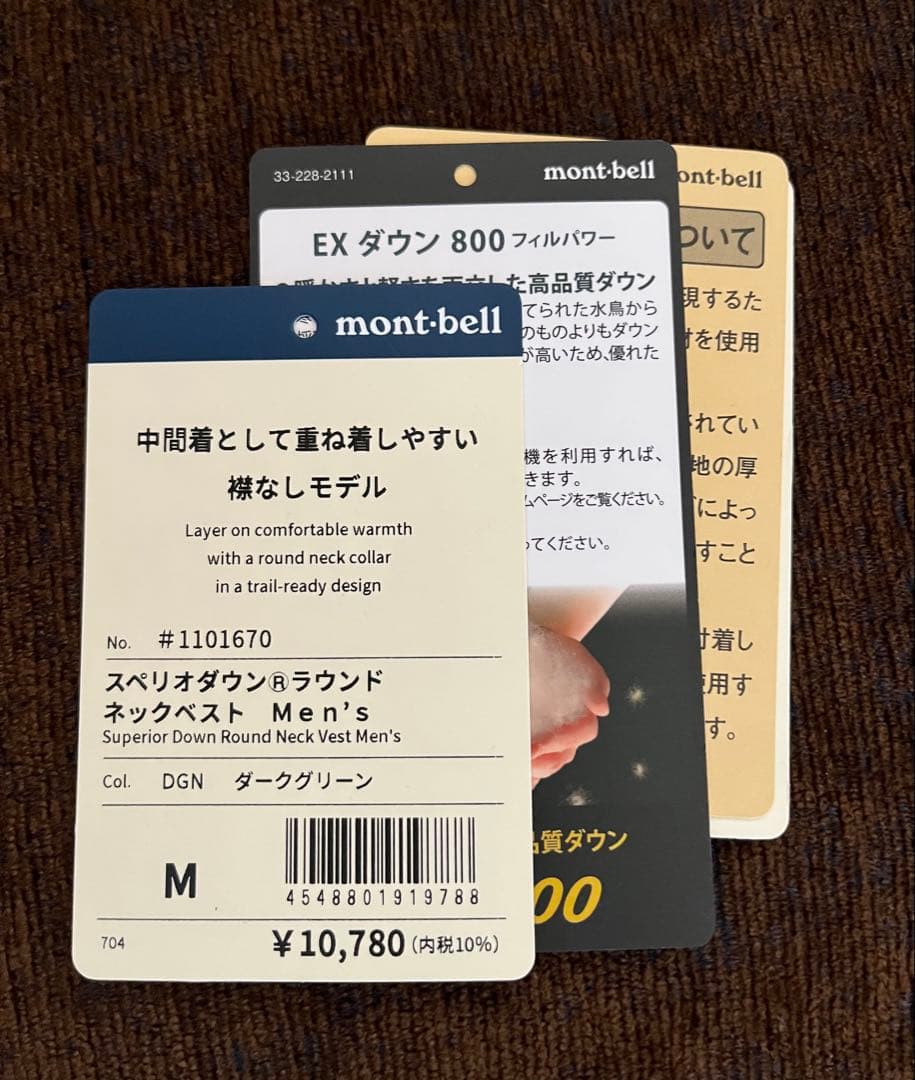 mont·bell
中間着として重ね着しやすい
襟なしモデル
Layer on comfortable warmth
with a round neck collar
in a trail-ready design
No. #1101670
スペリオダウン®ラウンド
ネックベスト Men's
Superior Down Round Neck Vest Men's
Col. DGN ダークグリーン
M
4548801919788
704 ¥10,780(内税10%)
33-228-2111 mont·bell
EX ダウン 800 フィルパワー
した高品質ダウン
てられた水鳥から
のものよりもダウン
が高いため、優れた
機を利用すれば、
きます。
ムページをご覧ください。
ってください。
品質ダウン
00
ont·bell
ついて
現するた
を使用
されてい
地の厚
によっ
すこと
着し
使用す
す。